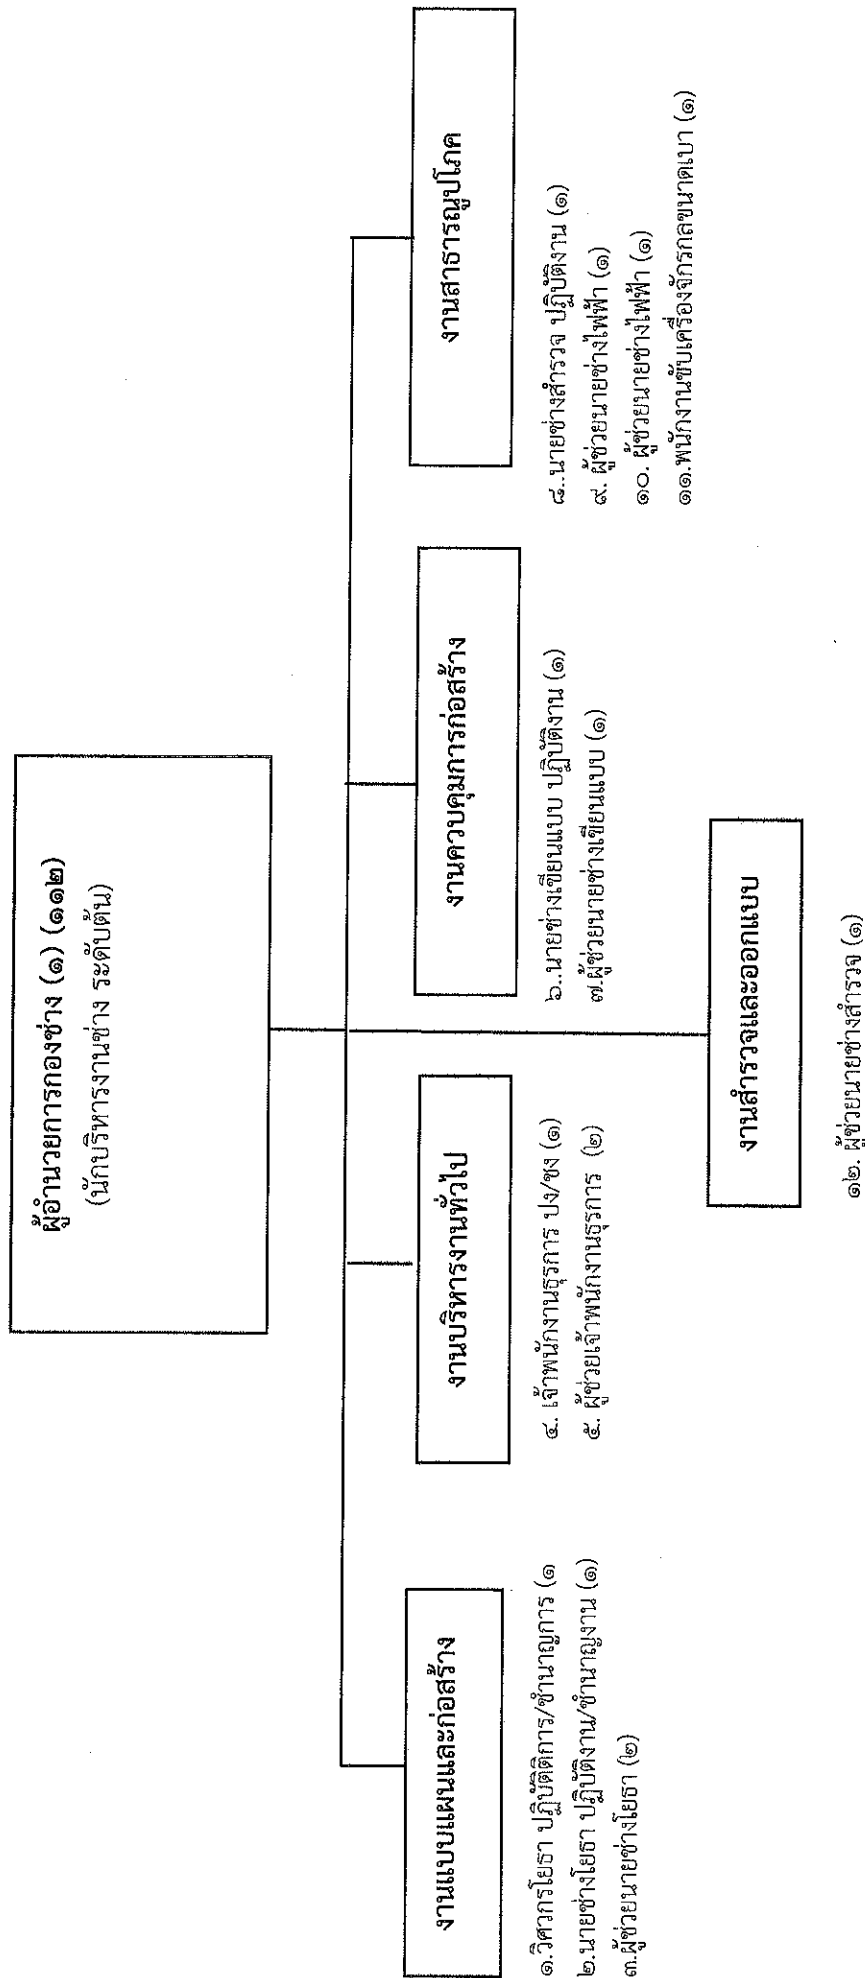 ผู้อำนวยการกองช่าง (๑) (๑๑๒)
(นักบริหารงานช่าง ระดับต้น)
งานแบบแผนและก่อสร้าง
๑.วิศวกรโยธา ปฏิบัติการ/ชำนาญการ (๑
๒.นายช่างโยธา ปฏิบัติงาน/ชำนาญงาน (๑)
๓.ผู้ช่วยนายช่างโยธา (๒)
งานบริหารงานทั่วไป
๔. เจ้าพนักงานธุรการ ปง/ชง (๑)
๕. ผู้ช่วยเจ้าพนักงานธุรการ (๒)
งานควบคุมการก่อสร้าง
๖..นายช่างเขียนแบบ ปฏิบัติงาน (๑)
๗.ผู้ช่วยนายช่างเขียนแบบ (๑)
งานสาธารณูปโภค
๘..นายช่างสำรวจ ปฏิบัติงาน (๑)
๙. ผู้ช่วยนายช่างไฟฟ้า (๑)
๑๐. ผู้ช่วยนายช่างไฟฟ้า (๑)
๑๑.พนักงานขับเครื่องจักรกลขนาดเบา (๑)
งานสำรวจและออกแบบ
๑๒. ผู้ช่วยนายช่างสำรวจ (๑)